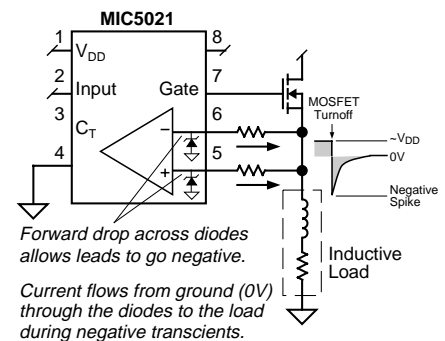 MIC5021
1
8
V_DD
2
7
Input
Gate
MOSFET
Turnoff
3
6
C_T
−
~V_DD
0V
4
5
+
Negative
Spike
Forward drop across diodes
allows leads to go negative.
Inductive
Load
Current flows from ground (0V)
through the diodes to the load
during negative transcients.